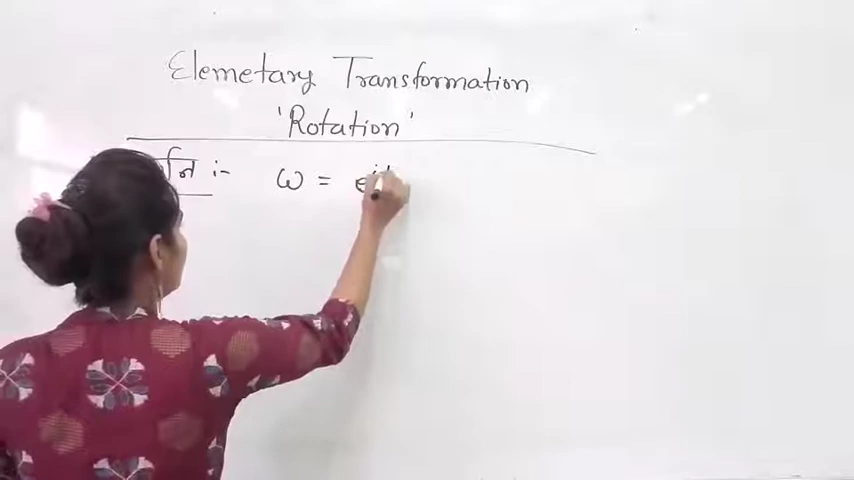 Elemetary Transformation
'Rotation'
:- ω = e